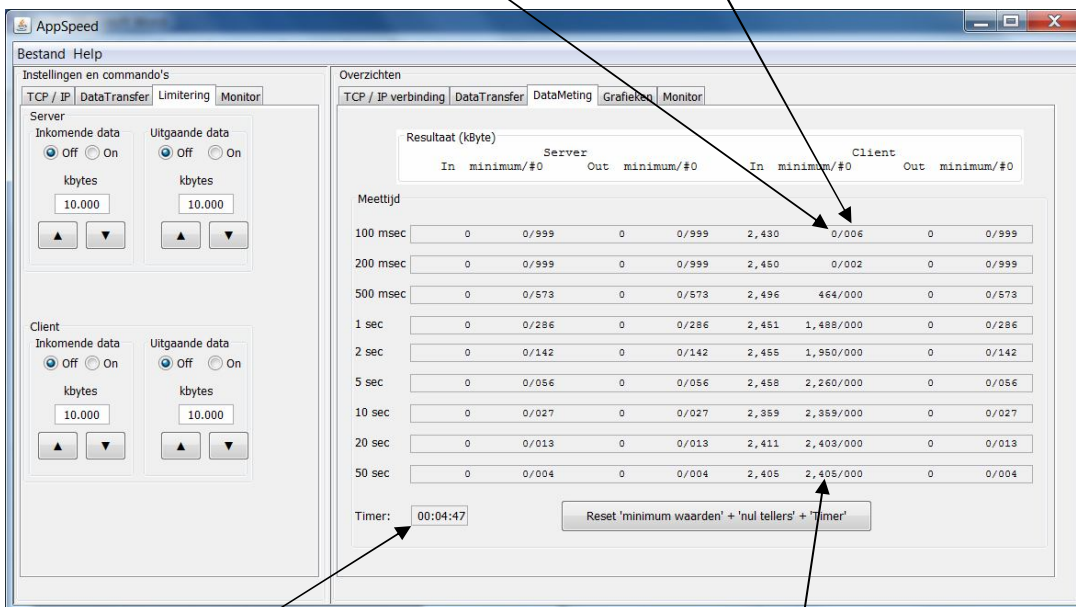 AppSpeed
Bestand Help
Instellingen en commando's
TCP / IP DataTransfer Limitering Monitor
Server
Inkomende data Uitgaande data
Off On Off On
kbytes kbytes
10.000 10.000
Client
Inkomende data Uitgaande data
Off On Off On
kbytes kbytes
10.000 10.000
Overzichten
TCP / IP verbinding DataTransfer DataMeting Grafieken Monitor
Resultaat (kByte)
Server Client
In minimum/#0 Out minimum/#0 In minimum/#0 Out minimum/#0
Meettijd
100 msec 0 0/999 0 0/999 2,430 0/006 0 0/999
200 msec 0 0/999 0 0/999 2,450 0/002 0 0/999
500 msec 0 0/573 0 0/573 2,496 464/000 0 0/573
1 sec 0 0/286 0 0/286 2,451 1,488/000 0 0/286
2 sec 0 0/142 0 0/142 2,455 1,950/000 0 0/142
5 sec 0 0/056 0 0/056 2,458 2,260/000 0 0/056
10 sec 0 0/027 0 0/027 2,359 2,359/000 0 0/027
20 sec 0 0/013 0 0/013 2,411 2,403/000 0 0/013
50 sec 0 0/004 0 0/004 2,405 2,405/000 0 0/004
Timer: 00:04:47 Reset 'minimum waarden' + 'nul tellers' + 'Timer'